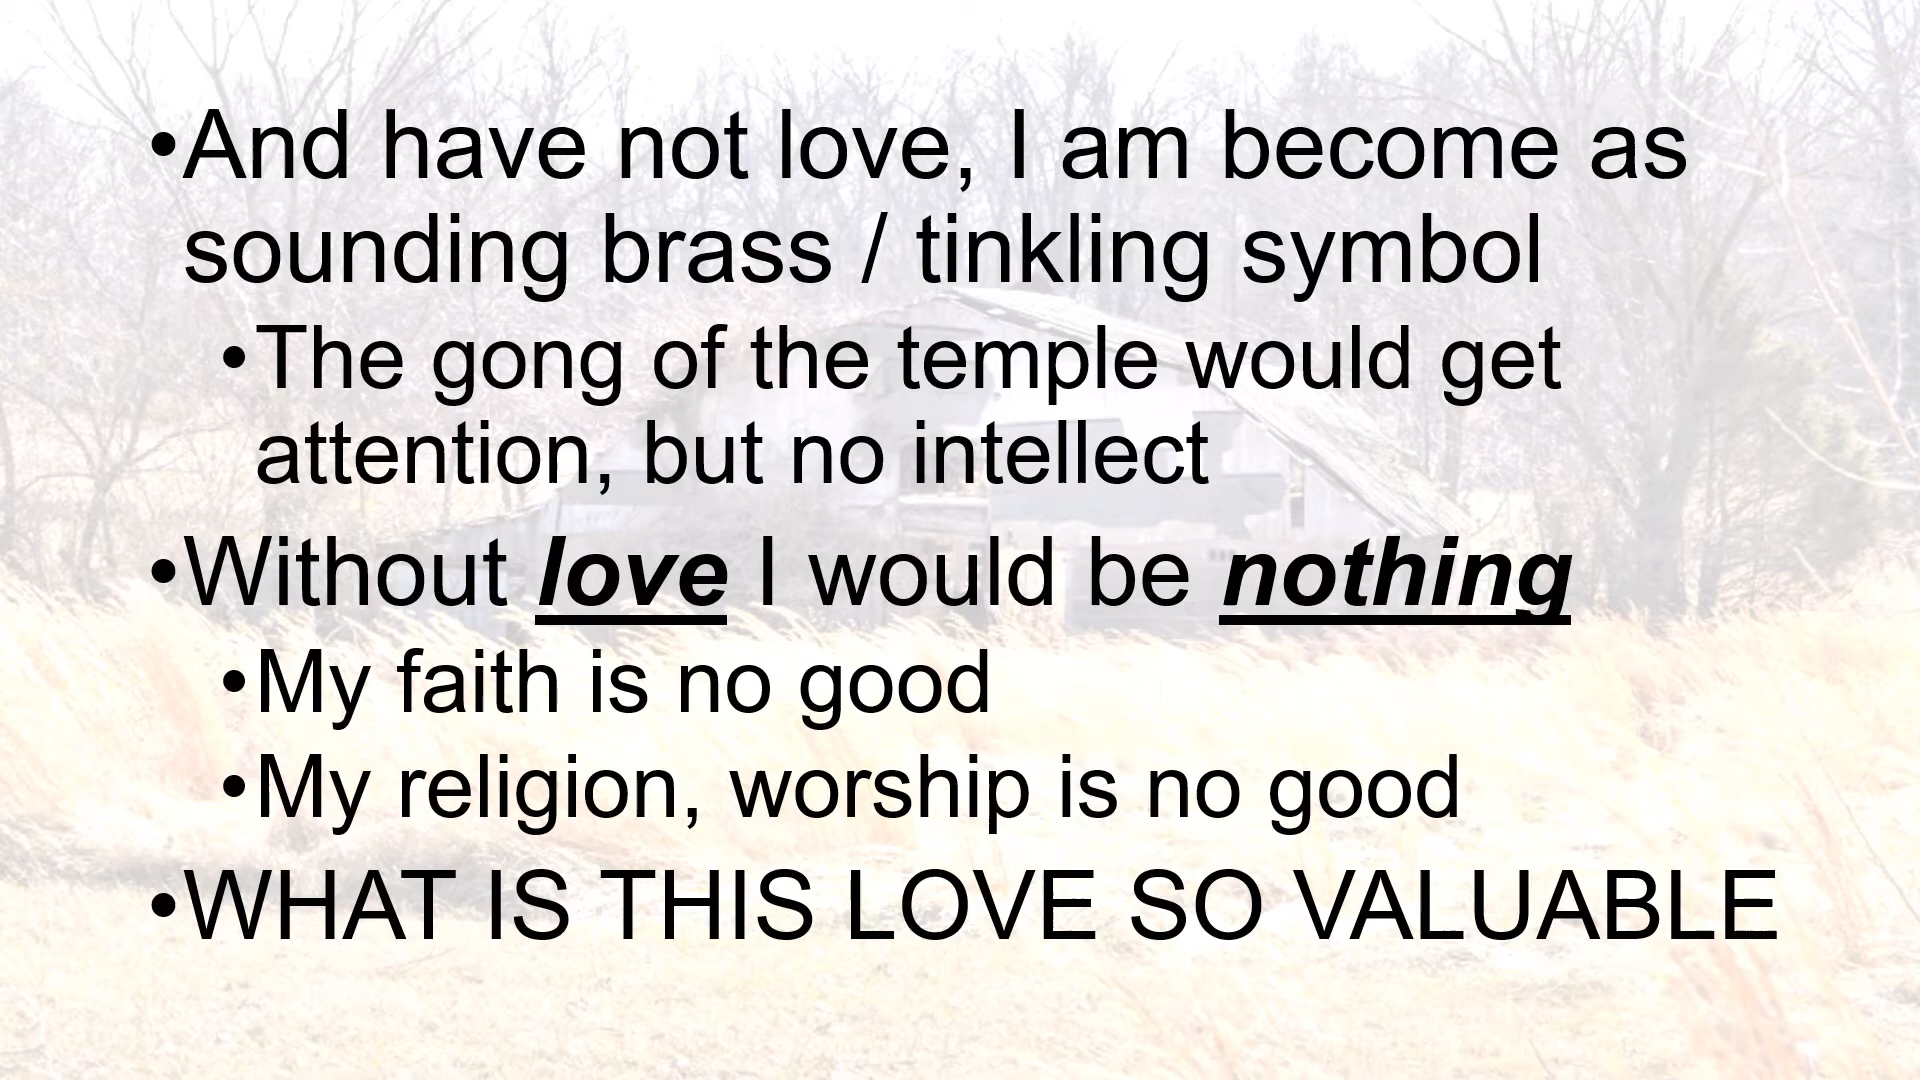 •And have not love, I am become as
sounding brass / tinkling symbol
•The gong of the temple would get
attention, but no intellect
•Without love I would be nothing
•My faith is no good
•My religion, worship is no good
•WHAT IS THIS LOVE SO VALUABLE